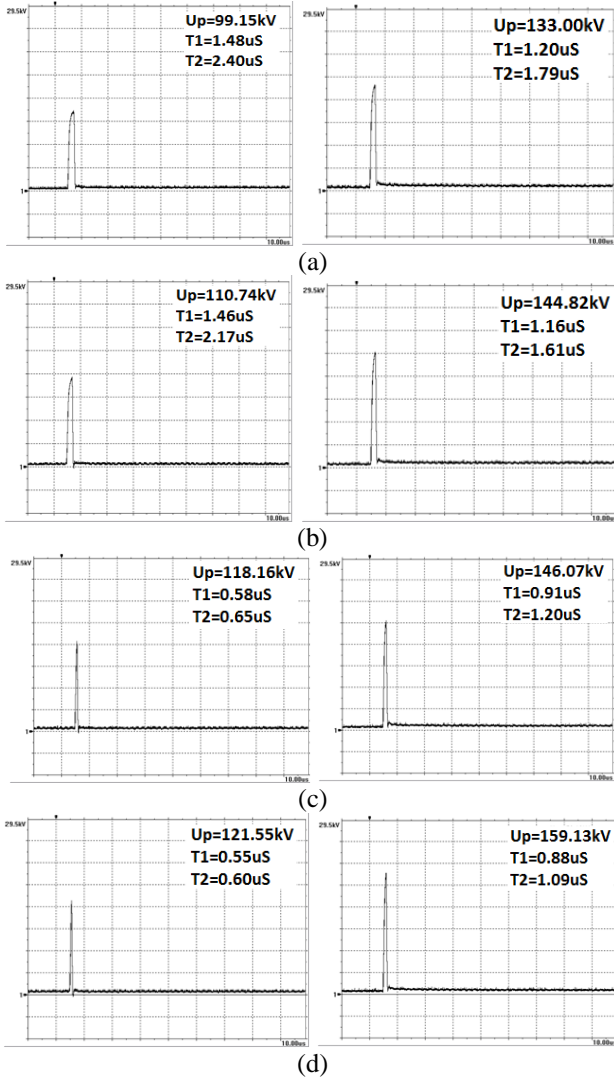 29.5kV
Up=99.15kV
T1=1.48uS
T2=2.40uS
1
10.00us
29.5kV
Up=133.00kV
T1=1.20uS
T2=1.79uS
1
10.00us
(a)
29.5kV
Up=110.74kV
T1=1.46uS
T2=2.17uS
1
10.00us
29.5kV
Up=144.82kV
T1=1.16uS
T2=1.61uS
1
10.00us
(b)
29.5kV
Up=118.16kV
T1=0.58uS
T2=0.65uS
1
10.00us
29.5kV
Up=146.07kV
T1=0.91uS
T2=1.20uS
1
10.00us
(c)
29.5kV
Up=121.55kV
T1=0.55uS
T2=0.60uS
1
10.00us
29.5kV
Up=159.13kV
T1=0.88uS
T2=1.09uS
1
10.00us
(d)